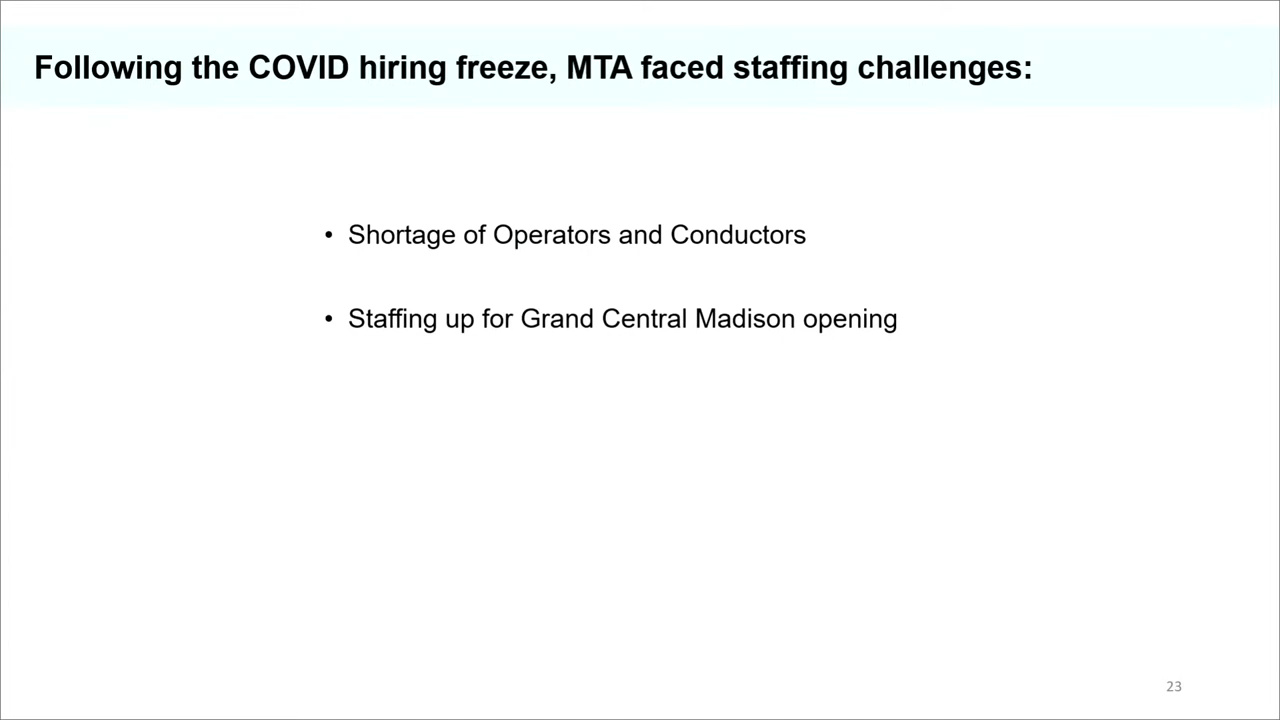 Following the COVID hiring freeze, MTA faced staffing challenges:
• Shortage of Operators and Conductors
• Staffing up for Grand Central Madison opening
23